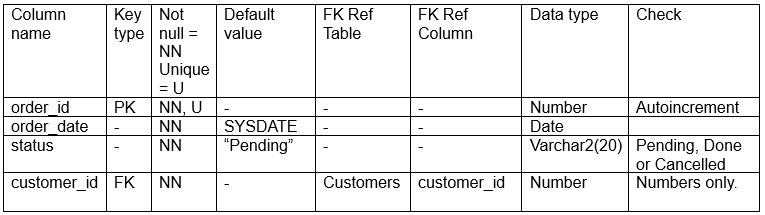 Column name | Key type | Not null = NN Unique = U | Default value | FK Ref Table | FK Ref Column | Data type | Check
order_id | PK | NN, U | - | - | - | Number | Autoincrement
order_date | - | NN | SYSDATE | - | - | Date |
status | - | NN | “Pending” | - | - | Varchar2(20) | Pending, Done or Cancelled
customer_id | FK | NN | - | Customers | customer_id | Number | Numbers only.